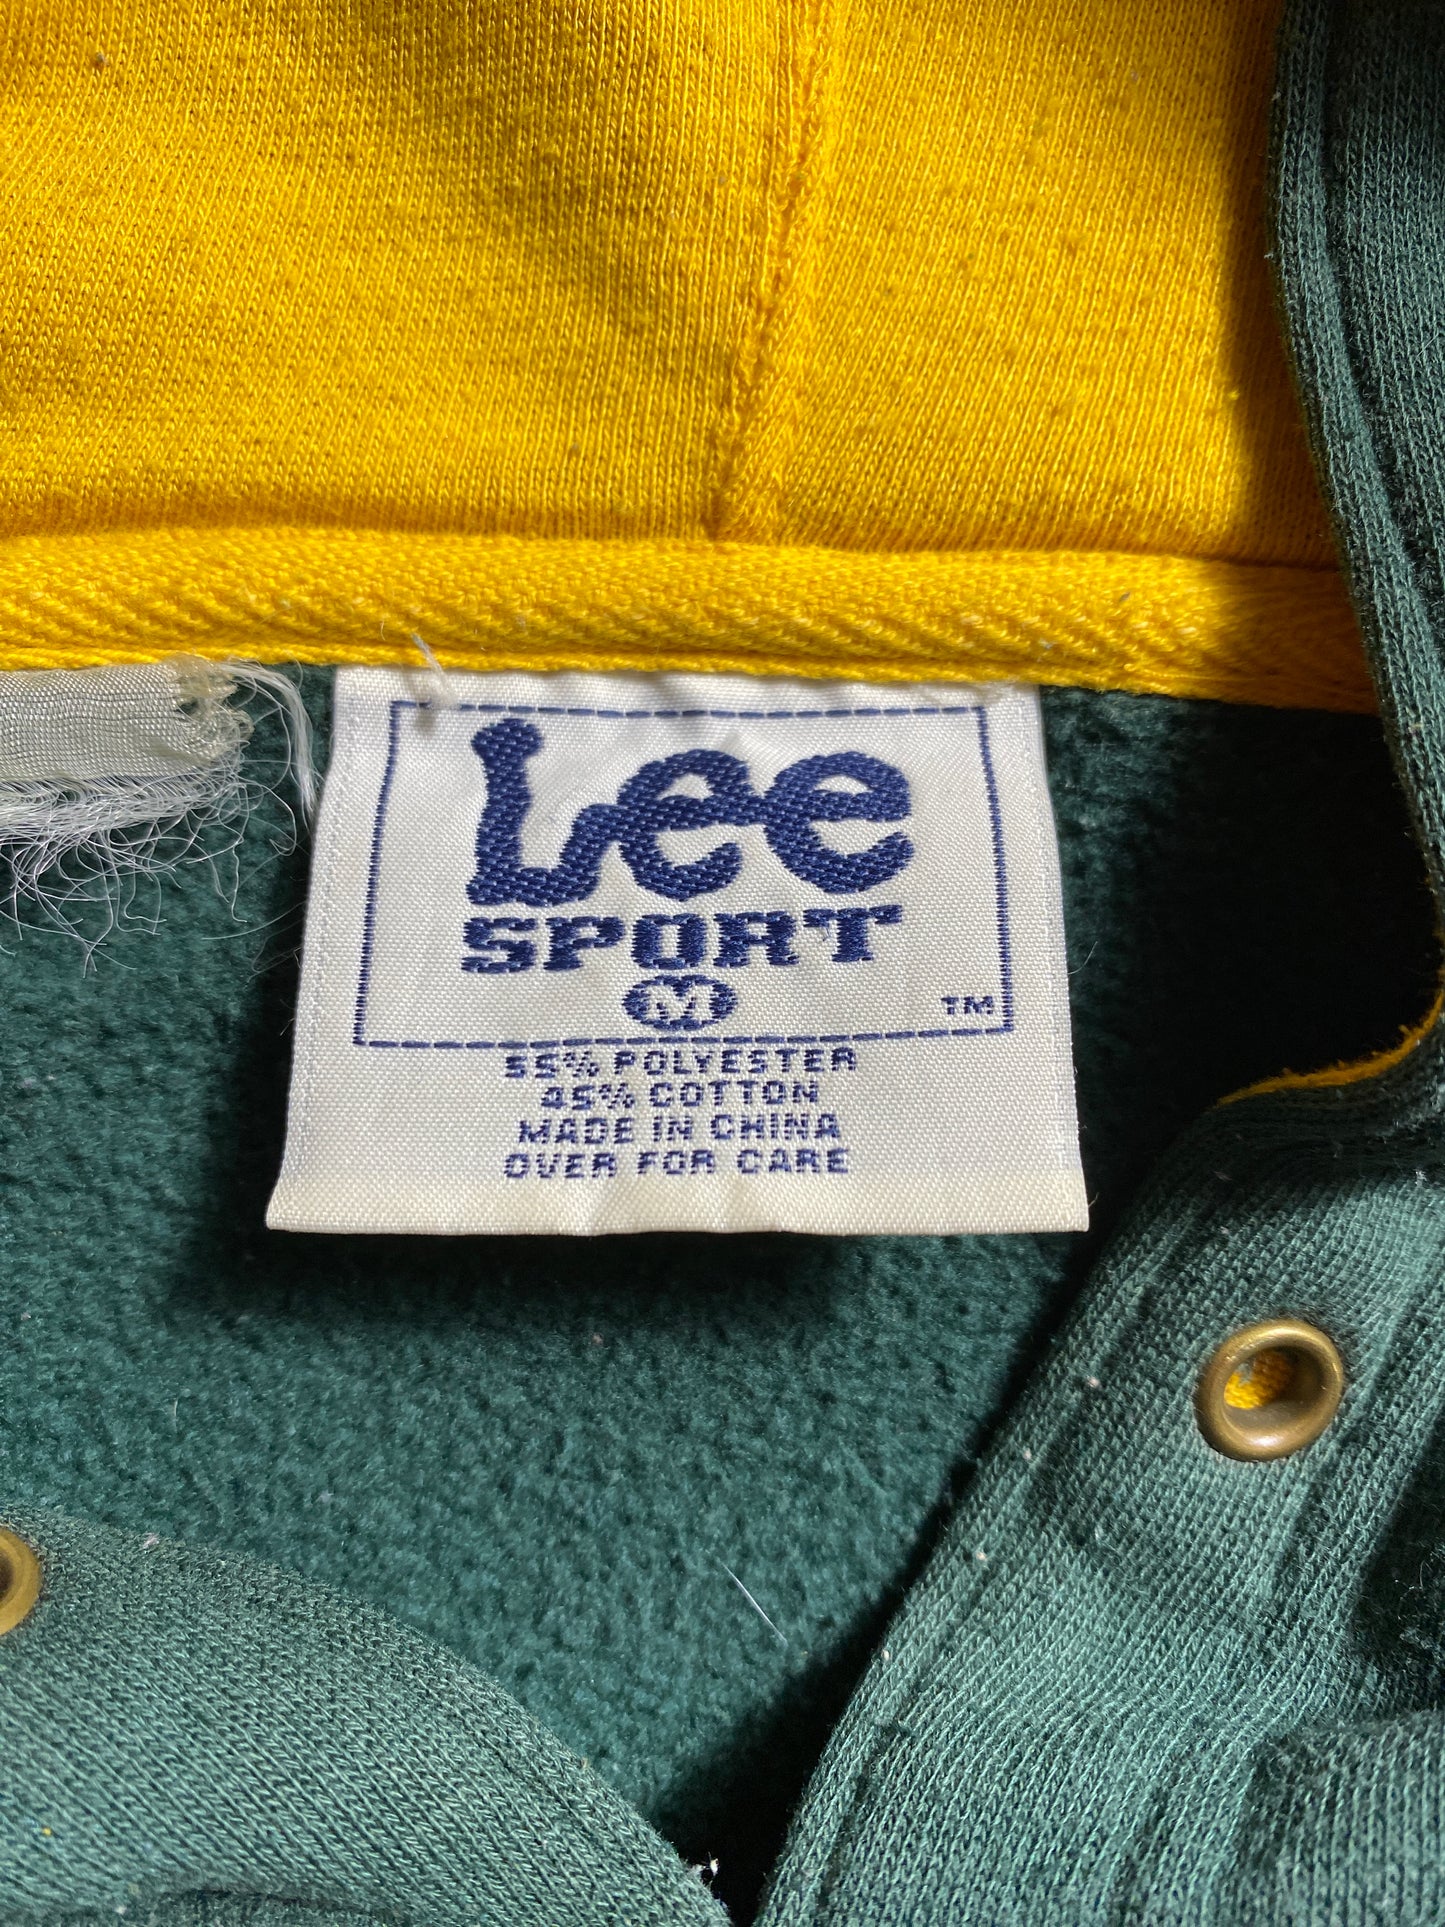 Lee
SPORT
M
TM
55% POLYESTER
45% COTTON
MADE IN CHINA
OVER FOR CARE